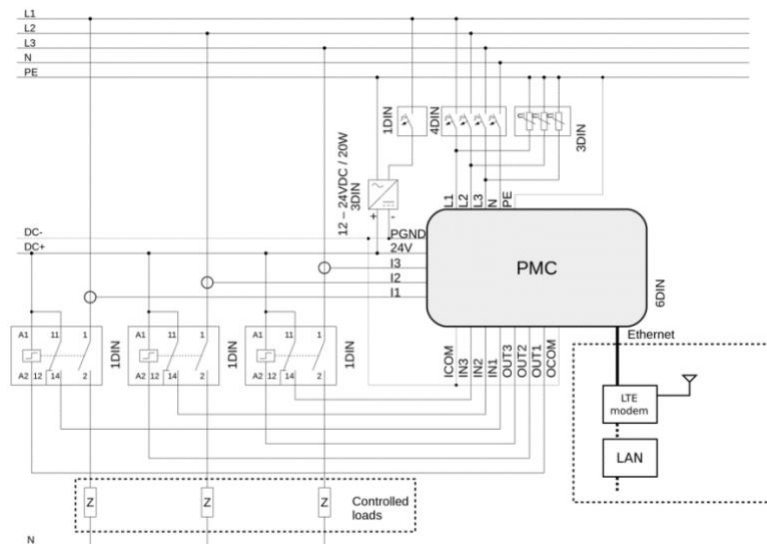 L1
L2
L3
N
PE
1DIN
4DIN
3DIN
12 – 24VDC / 20W
3DIN
+ -
L1
L2
L3
N
PE
DC-
DC+
PGND
24V
I3
I2
I1
PMC
6DIN
A1 11 1
A2 12 14 2
1DIN
A1 11 1
A2 12 14 2
1DIN
A1 11 1
A2 12 14 2
1DIN
ICOM
IN3
IN2
IN1
OUT3
OUT2
OUT1
OCOM
Ethernet
LTE
modem
LAN
Z
Z
Z
Controlled
loads
N